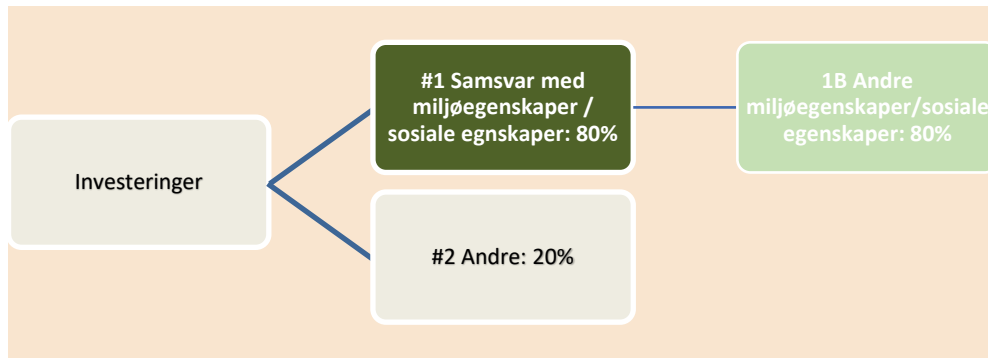 #1 Samsvar med
miljøegenskaper /
sosiale egnskaper: 80%
1B Andre
miljøegenskaper/sosiale
egenskaper: 80%
Investeringer
#2 Andre: 20%